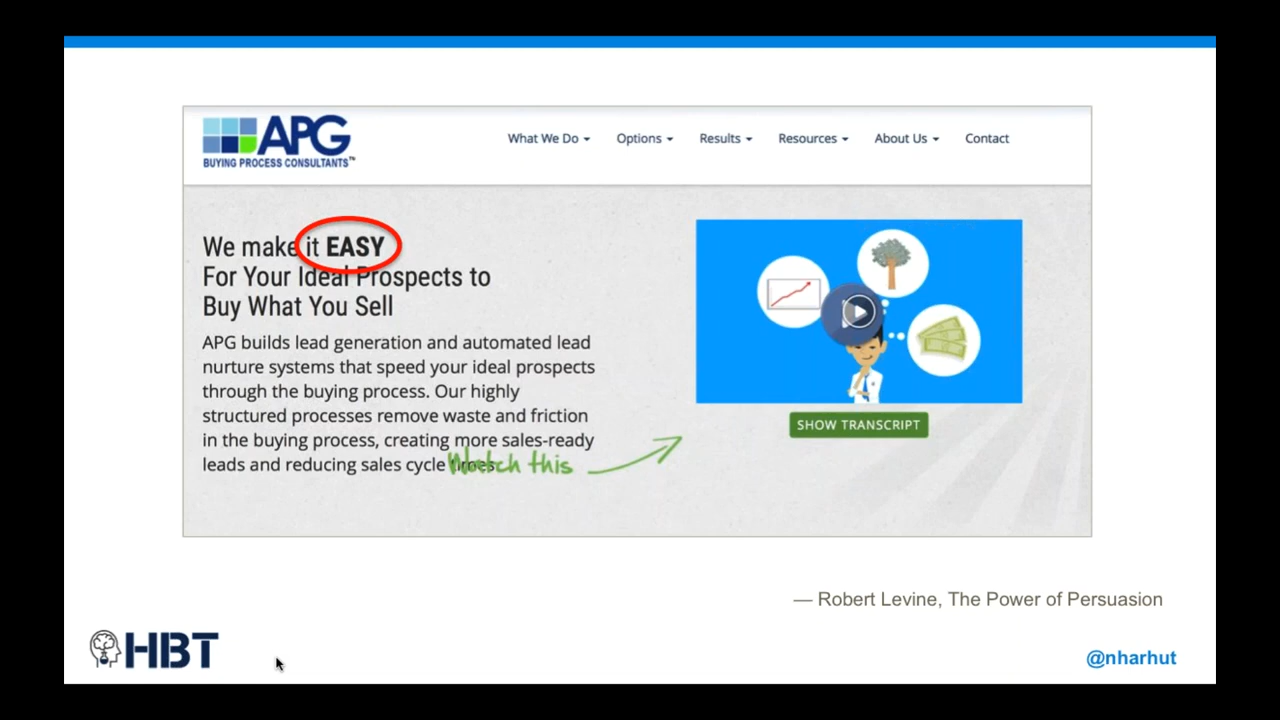 APG
BUYING PROCESS CONSULTANTS™
What We Do
Options
Results
Resources
About Us
Contact
We make it EASY
For Your Ideal Prospects to
Buy What You Sell
APG builds lead generation and automated lead
nurture systems that speed your ideal prospects
through the buying process. Our highly
structured processes remove waste and friction
in the buying process, creating more sales-ready
leads and reducing sales cycle times.
Watch this
SHOW TRANSCRIPT
— Robert Levine, The Power of Persuasion
HBT
@nharhut